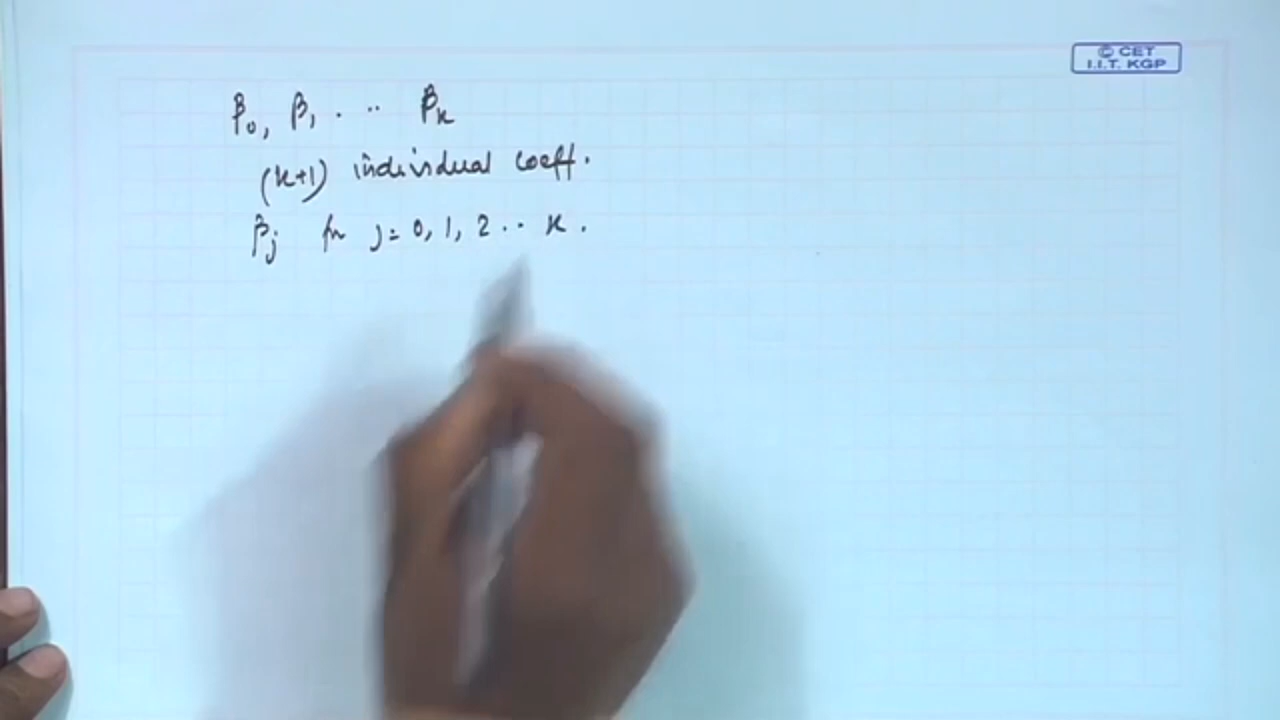 © CET
I.I.T. KGP
β₀, β₁ . .. βₖ
(k+1) individual coeff.
βⱼ for j = 0, 1, 2 .. k.